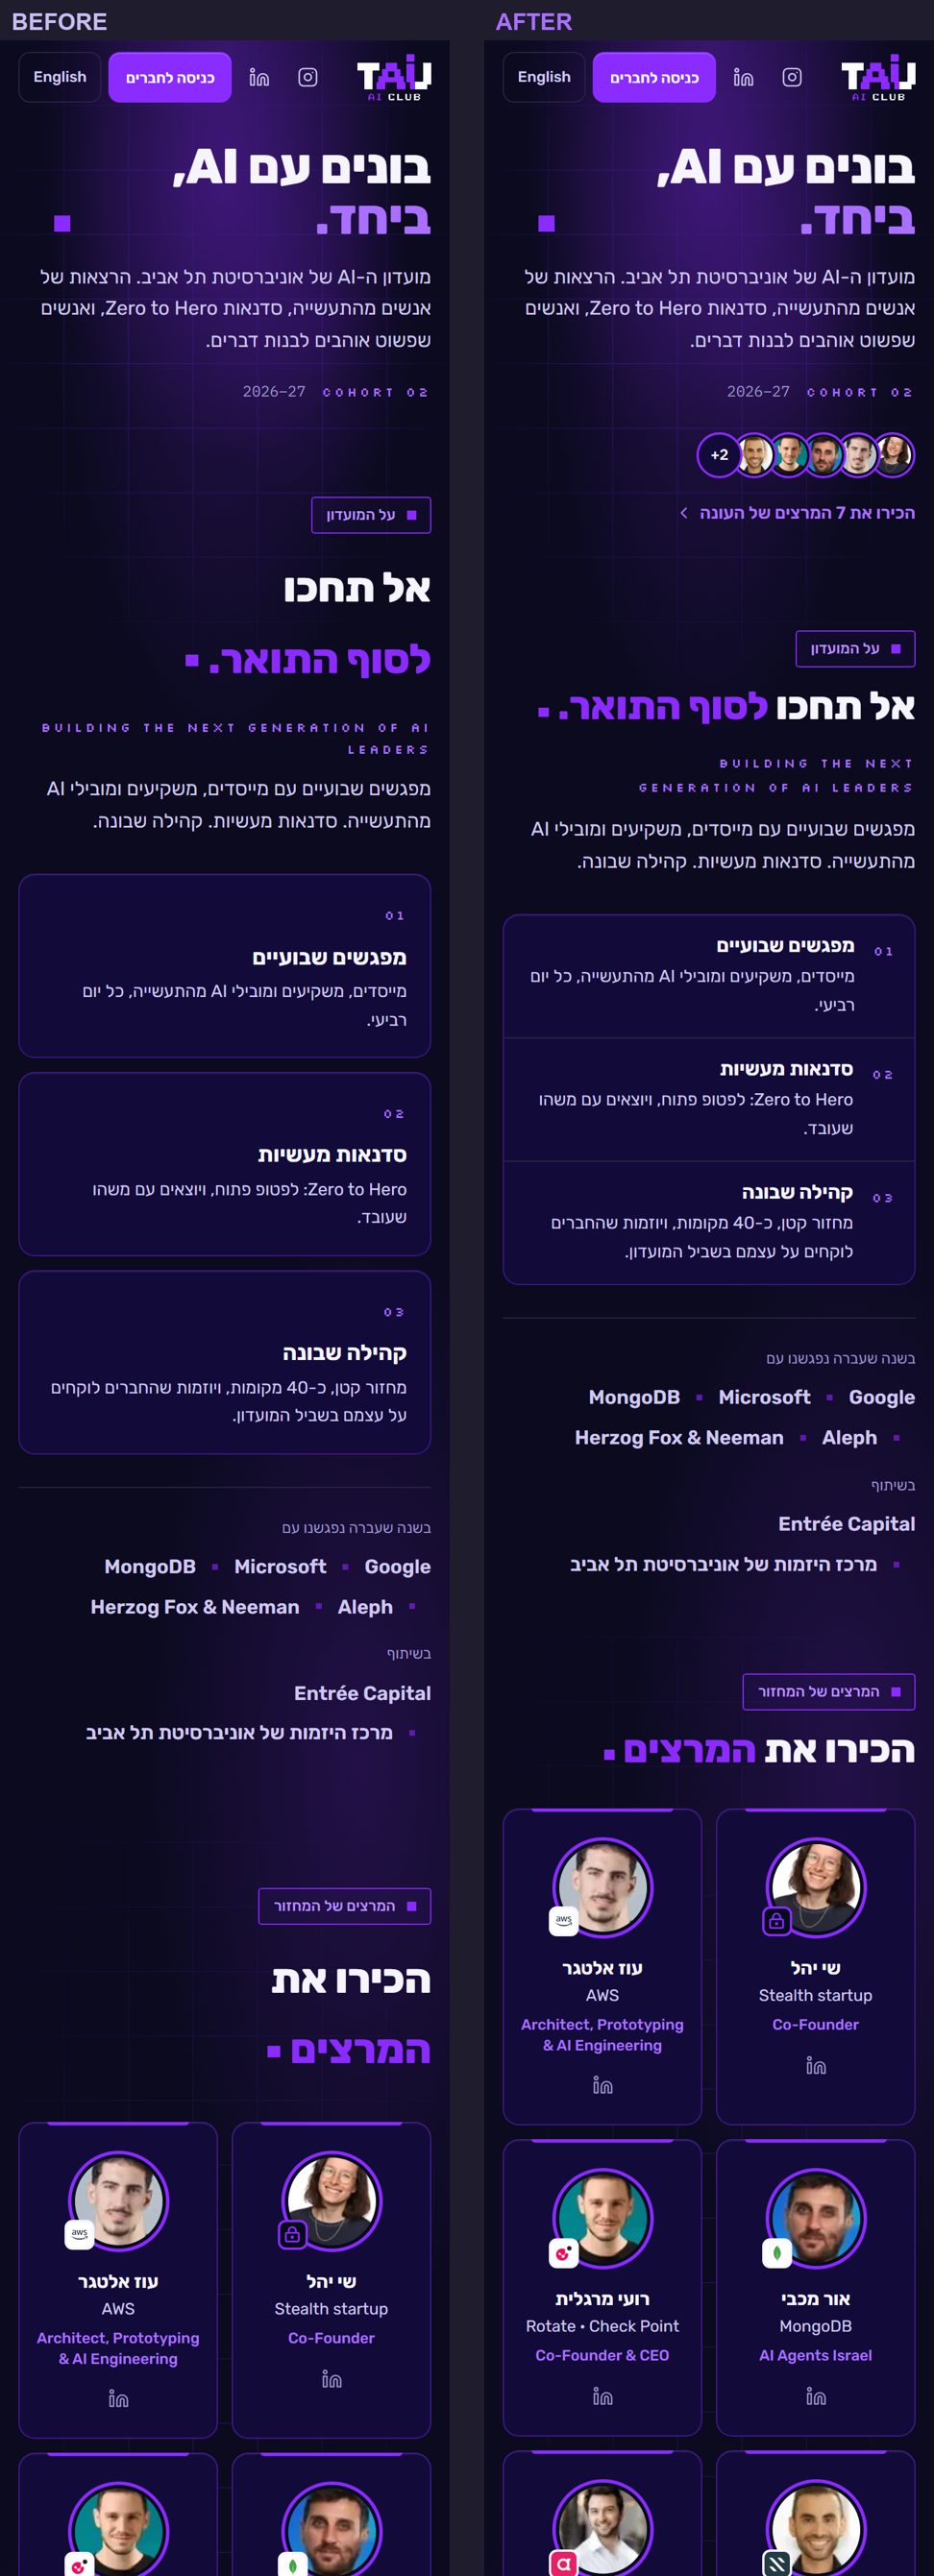 BEFORE
English
כניסה לחברים
TAU
AI CLUB
בונים עם AI,
ביחד.
מועדון ה-AI של אוניברסיטת תל אביב. הרצאות של
אנשים מהתעשייה, סדנאות Zero to Hero, ואנשים
שפשוט אוהבים לבנות דברים.
COHORT 02 2026–27
על המועדון
אל תחכו
לסוף התואר.
BUILDING THE NEXT GENERATION OF AI
LEADERS
מפגשים שבועיים עם מייסדים, משקיעים ומובילי AI
מהתעשייה. סדנאות מעשיות. קהילה שבונה.
01
מפגשים שבועיים
מייסדים, משקיעים ומובילי AI מהתעשייה, כל יום
רביעי.
02
סדנאות מעשיות
Zero to Hero: לפטופ פתוח, ויוצאים עם משהו
שעובד.
03
קהילה שבונה
מחזור קטן, כ-40 מקומות, ויוזמות שהחברים לוקחים
על עצמם בשביל המועדון.
בשנה שעברה נפגשנו עם
Google ▪ Microsoft ▪ MongoDB
▪ Aleph ▪ Herzog Fox & Neeman
בשיתוף
Entrée Capital
▪ מרכז היזמות של אוניברסיטת תל אביב
המרצים של המחזור
הכירו את
המרצים
שי יהל
Stealth startup
Co-Founder
עוז אלטגר
aws
AWS
Architect, Prototyping
& AI Engineering
AFTER
English
כניסה לחברים
TAU
AI CLUB
בונים עם AI,
ביחד.
מועדון ה-AI של אוניברסיטת תל אביב. הרצאות של
אנשים מהתעשייה, סדנאות Zero to Hero, ואנשים
שפשוט אוהבים לבנות דברים.
COHORT 02 2026–27
+2
הכירו את 7 המרצים של העונה
על המועדון
אל תחכו לסוף התואר.
BUILDING THE NEXT
GENERATION OF AI LEADERS
מפגשים שבועיים עם מייסדים, משקיעים ומובילי AI
מהתעשייה. סדנאות מעשיות. קהילה שבונה.
01
מפגשים שבועיים
מייסדים, משקיעים ומובילי AI מהתעשייה, כל יום
רביעי.
02
סדנאות מעשיות
Zero to Hero: לפטופ פתוח, ויוצאים עם משהו
שעובד.
03
קהילה שבונה
מחזור קטן, כ-40 מקומות, ויוזמות שהחברים
לוקחים על עצמם בשביל המועדון.
בשנה שעברה נפגשנו עם
Google ▪ Microsoft ▪ MongoDB
▪ Aleph ▪ Herzog Fox & Neeman
בשיתוף
Entrée Capital
▪ מרכז היזמות של אוניברסיטת תל אביב
המרצים של המחזור
הכירו את המרצים
שי יהל
Stealth startup
Co-Founder
aws
עוז אלטגר
AWS
Architect, Prototyping
& AI Engineering
אור מכבי
MongoDB
AI Agents Israel
רועי מרגלית
Rotate • Check Point
Co-Founder & CEO